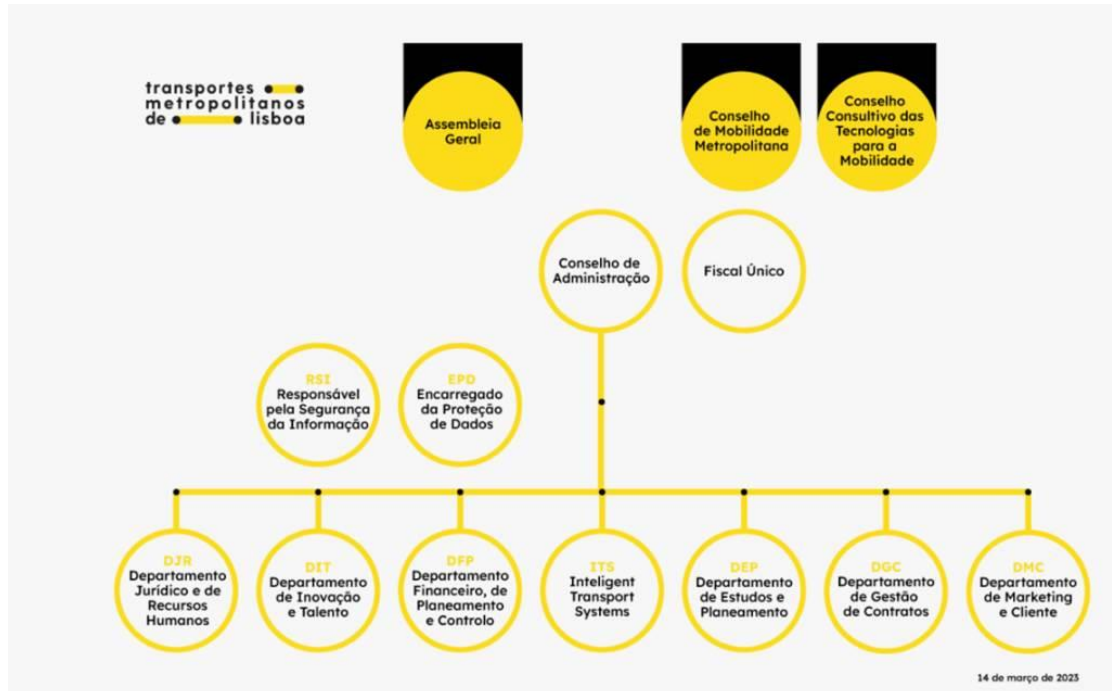 transportes
metropolitanos
de lisboa
Assembleia
Geral
Conselho
de Mobilidade
Metropolitana
Conselho
Consultivo das
Tecnologias
para a
Mobilidade
Conselho de
Administração
Fiscal Único
RSI
Responsável
pela Segurança
da Informação
EPD
Encarregado
da Proteção
de Dados
DJR
Departamento
Jurídico e de
Recursos
Humanos
DIT
Departamento
de Inovação
e Talento
DFP
Departamento
Financeiro, de
Planeamento
e Controlo
ITS
Inteligent
Transport
Systems
DEP
Departamento
de Estudos e
Planeamento
DGC
Departamento
de Gestão
de Contratos
DMC
Departamento
de Marketing
e Cliente
14 de março de 2023